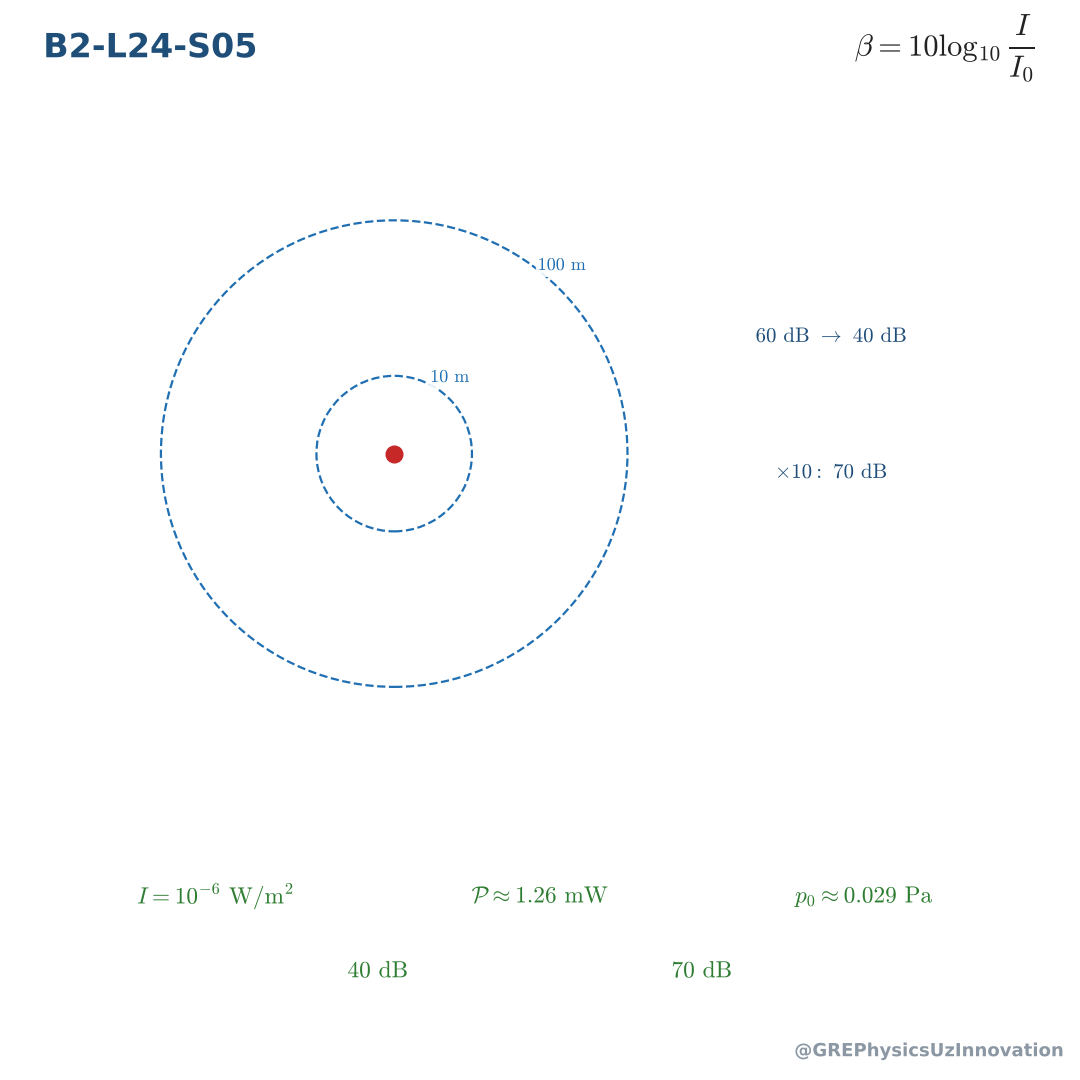 B2-L24-S05
β = 10log₁₀ I/I₀
100 m
60 dB → 40 dB
10 m
×10 : 70 dB
I = 10⁻⁶ W/m²
𝒫 ≈ 1.26 mW
p₀ ≈ 0.029 Pa
40 dB
70 dB
@GREPhysicsUzInnovation